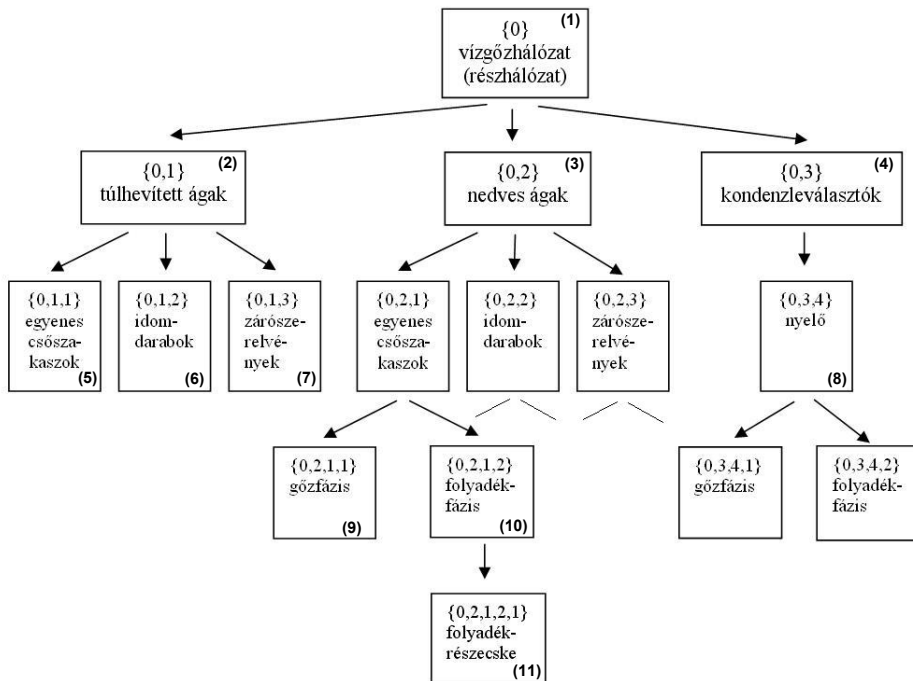 {0} (1)
vízgőzhálózat
(részhálózat)
{0,1} (2)
túlhevített ágak
{0,2} (3)
nedves ágak
{0,3} (4)
kondenzleválasztók
{0,1,1}
egyenes
csősza-
kaszok
(5)
{0,1,2}
idom-
darabok
(6)
{0,1,3}
zárósze-
relvé-
nyek
(7)
{0,2,1}
egyenes
csősza-
kaszok
{0,2,2}
idom-
darabok
{0,2,3}
zárósze-
relvé-
nyek
{0,3,4}
nyelő
(8)
{0,2,1,1}
gőzfázis
(9)
{0,2,1,2}
folyadék-
fázis
(10)
{0,3,4,1}
gőzfázis
{0,3,4,2}
folyadék-
fázis
{0,2,1,2,1}
folyadék-
részecske
(11)